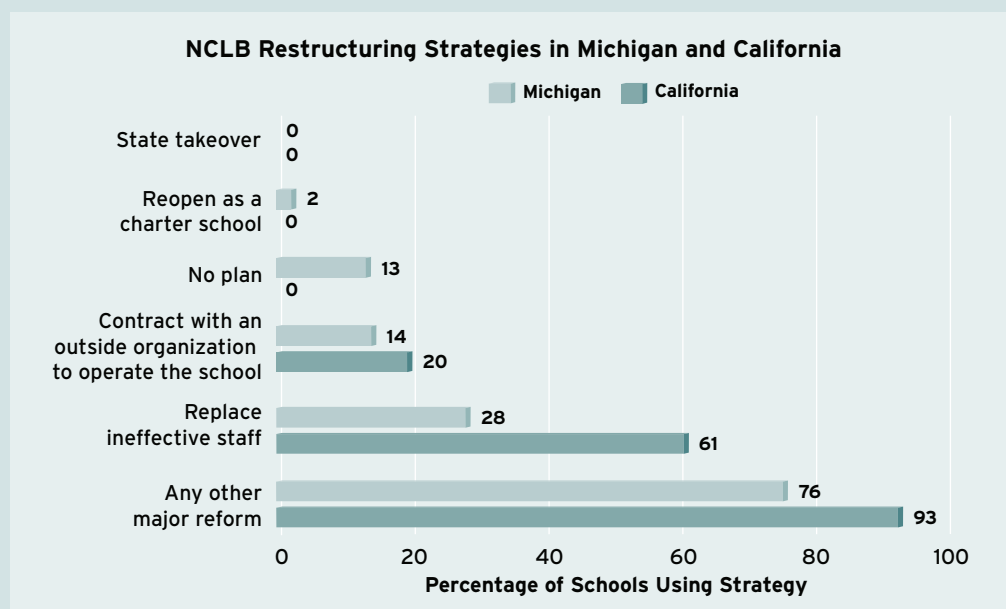 NCLB Restructuring Strategies in Michigan and California
Michigan California
State takeover
0
0
Reopen as a
charter school
2
0
No plan
13
0
Contract with an
outside organization
to operate the school
14
20
Replace
ineffective staff
28
61
Any other
major reform
76
93
0 20 40 60 80 100
Percentage of Schools Using Strategy